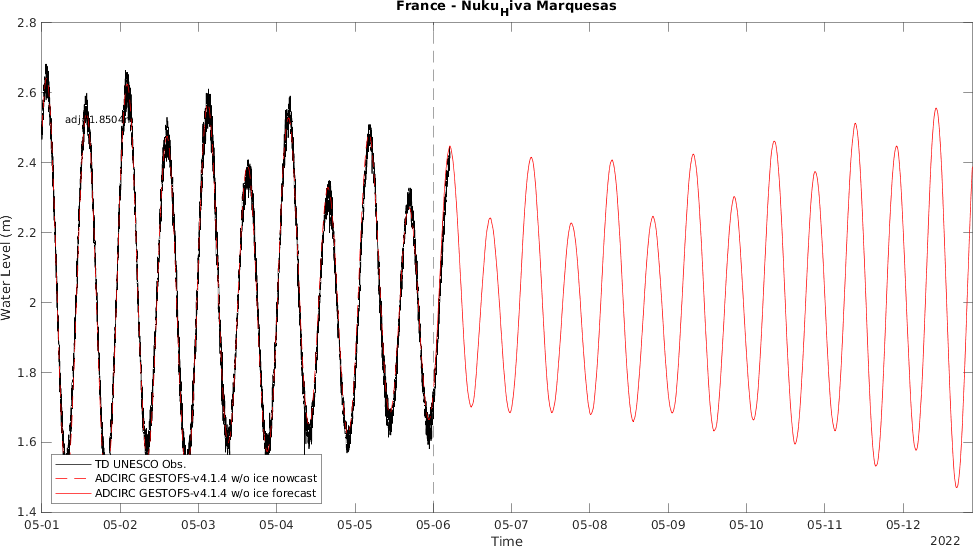 France - Nuku_Hiva Marquesas
2.8
2.6
2.4
2.2
2
1.8
1.6
1.4
Water Level (m)
TD UNESCO Obs.
ADCIRC GESTOFS-v4.1.4 w/o ice nowcast
ADCIRC GESTOFS-v4.1.4 w/o ice forecast
05-01 05-02 05-03 05-04 05-05 05-06 05-07 05-08 05-09 05-10 05-11 05-12
Time
2022